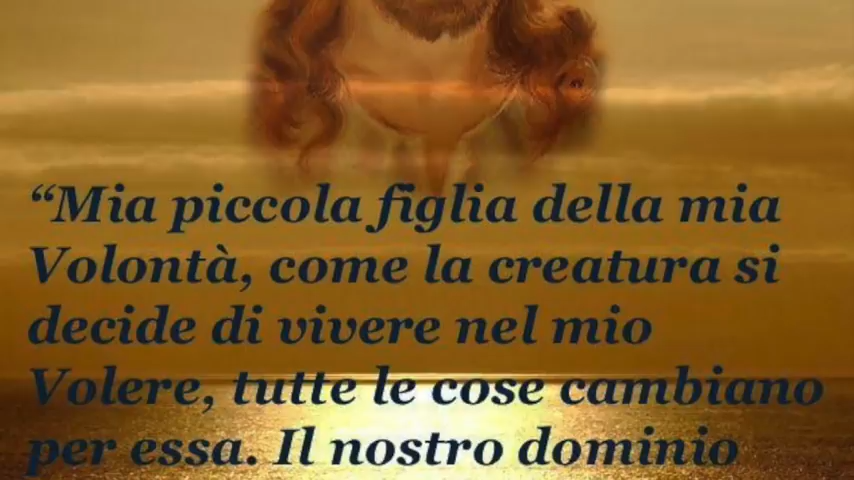 “Mia piccola figlia della mia
Volontà, come la creatura si
decide di vivere nel mio
Volere, tutte le cose cambiano
per essa. Il nostro dominio